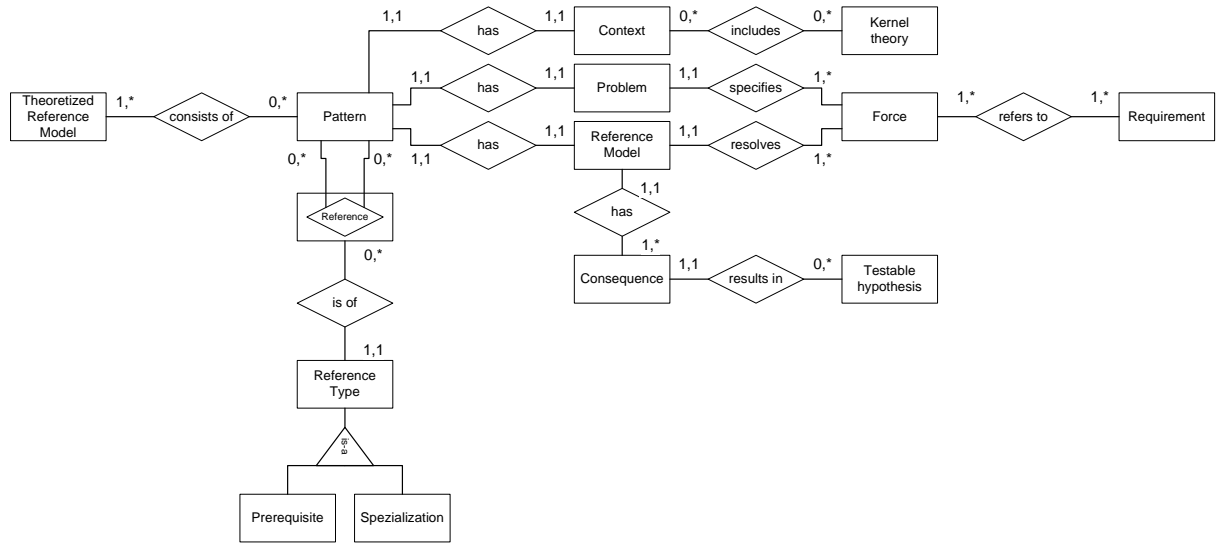 1,1
has
1,1
Context
0,*
includes
0,*
Kernel
theory
1,1
has
1,1
Problem
1,1
specifies
1,*
Theoretized
Reference
Model
1,*
consists of
0,*
Pattern
Force
1,*
refers to
1,*
Requirement
1,1
has
1,1
Reference
Model
1,1
resolves
1,*
0,*
0,*
1,1
Reference
has
0,*
1,*
Consequence
1,1
results in
0,*
Testable
hypothesis
is of
1,1
Reference
Type
is-a
Prerequisite
Spezialization